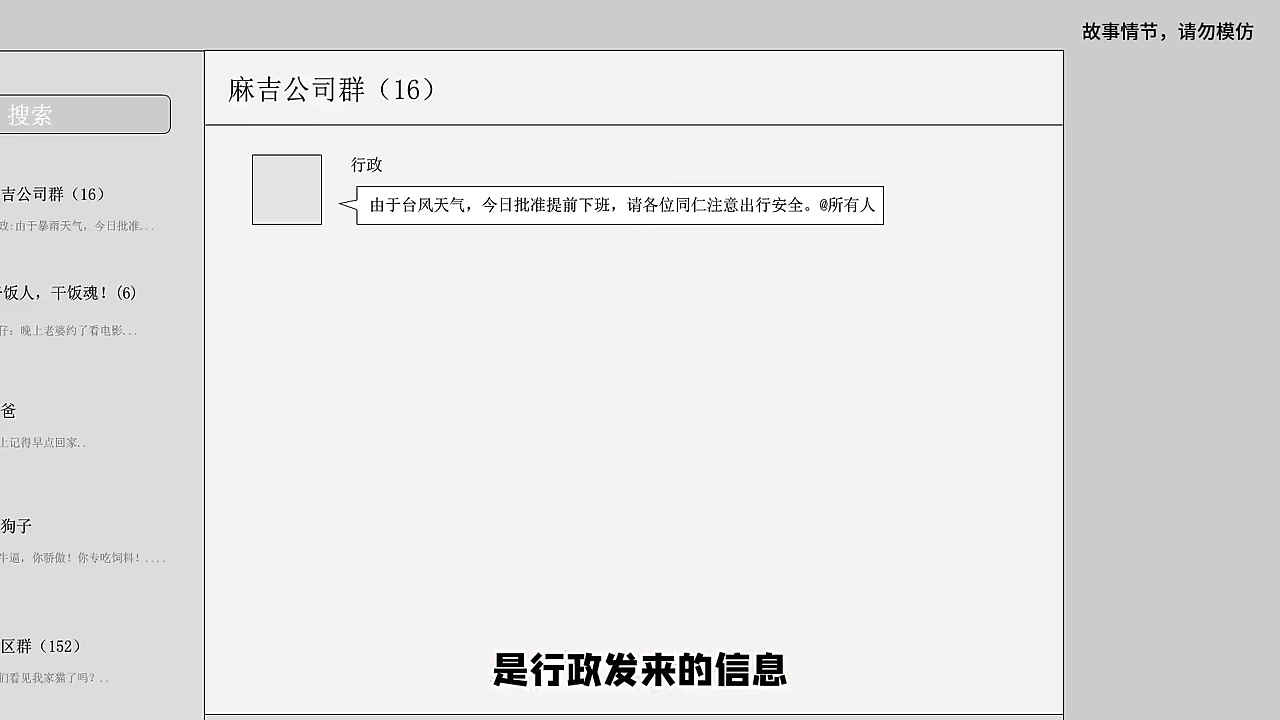 故事情节，请勿模仿
麻吉公司群（16）
搜索
行政
由于台风天气，今日批准提前下班，请各位同仁注意出行安全。@所有人
吉公司群（16）
政:由于暴雨天气，今日批准...
饭人，干饭魂！(6)
仔：晚上老婆约了看电影...
爸
上记得早点回家..
狗子
牛逼，你骄傲！你专吃饲料！....
区群（152）
们看见我家猫了吗？..
是行政发来的信息